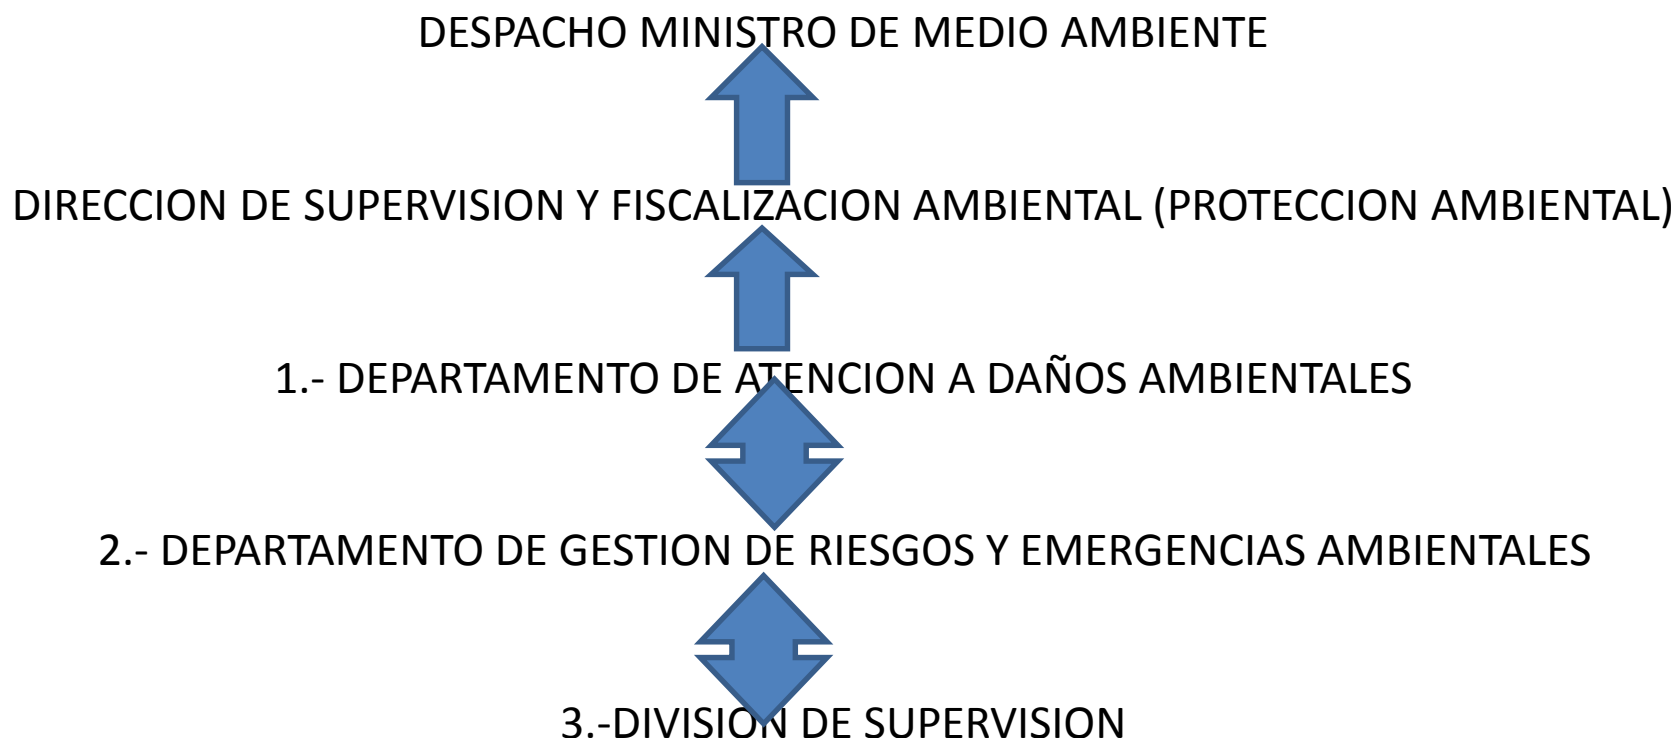 DESPACHO MINISTRO DE MEDIO AMBIENTE
DIRECCION DE SUPERVISION Y FISCALIZACION AMBIENTAL (PROTECCION AMBIENTAL)
1.- DEPARTAMENTO DE ATENCION A DAÑOS AMBIENTALES
2.- DEPARTAMENTO DE GESTION DE RIESGOS Y EMERGENCIAS AMBIENTALES
3.-DIVISION DE SUPERVISION